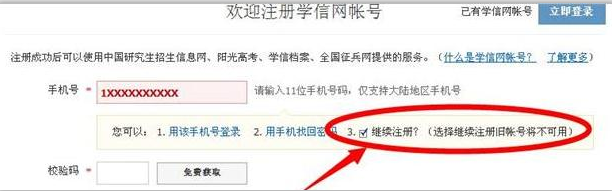 欢迎注册学信网帐号 已有学信网帐号 立即登录
注册成功后可以使用中国研究生招生信息网、阳光高考、学信档案、全国征兵网提供的服务。(什么是学信网帐号? 了解更多)
手机号 * 1XXXXXXXXXX 请输入11位手机号码,仅支持大陆地区手机号
您可以: 1. 用该手机号登录 2. 用手机找回密码 3. 继续注册? (选择继续注册旧帐号将不可用)
校验码 * 免费获取